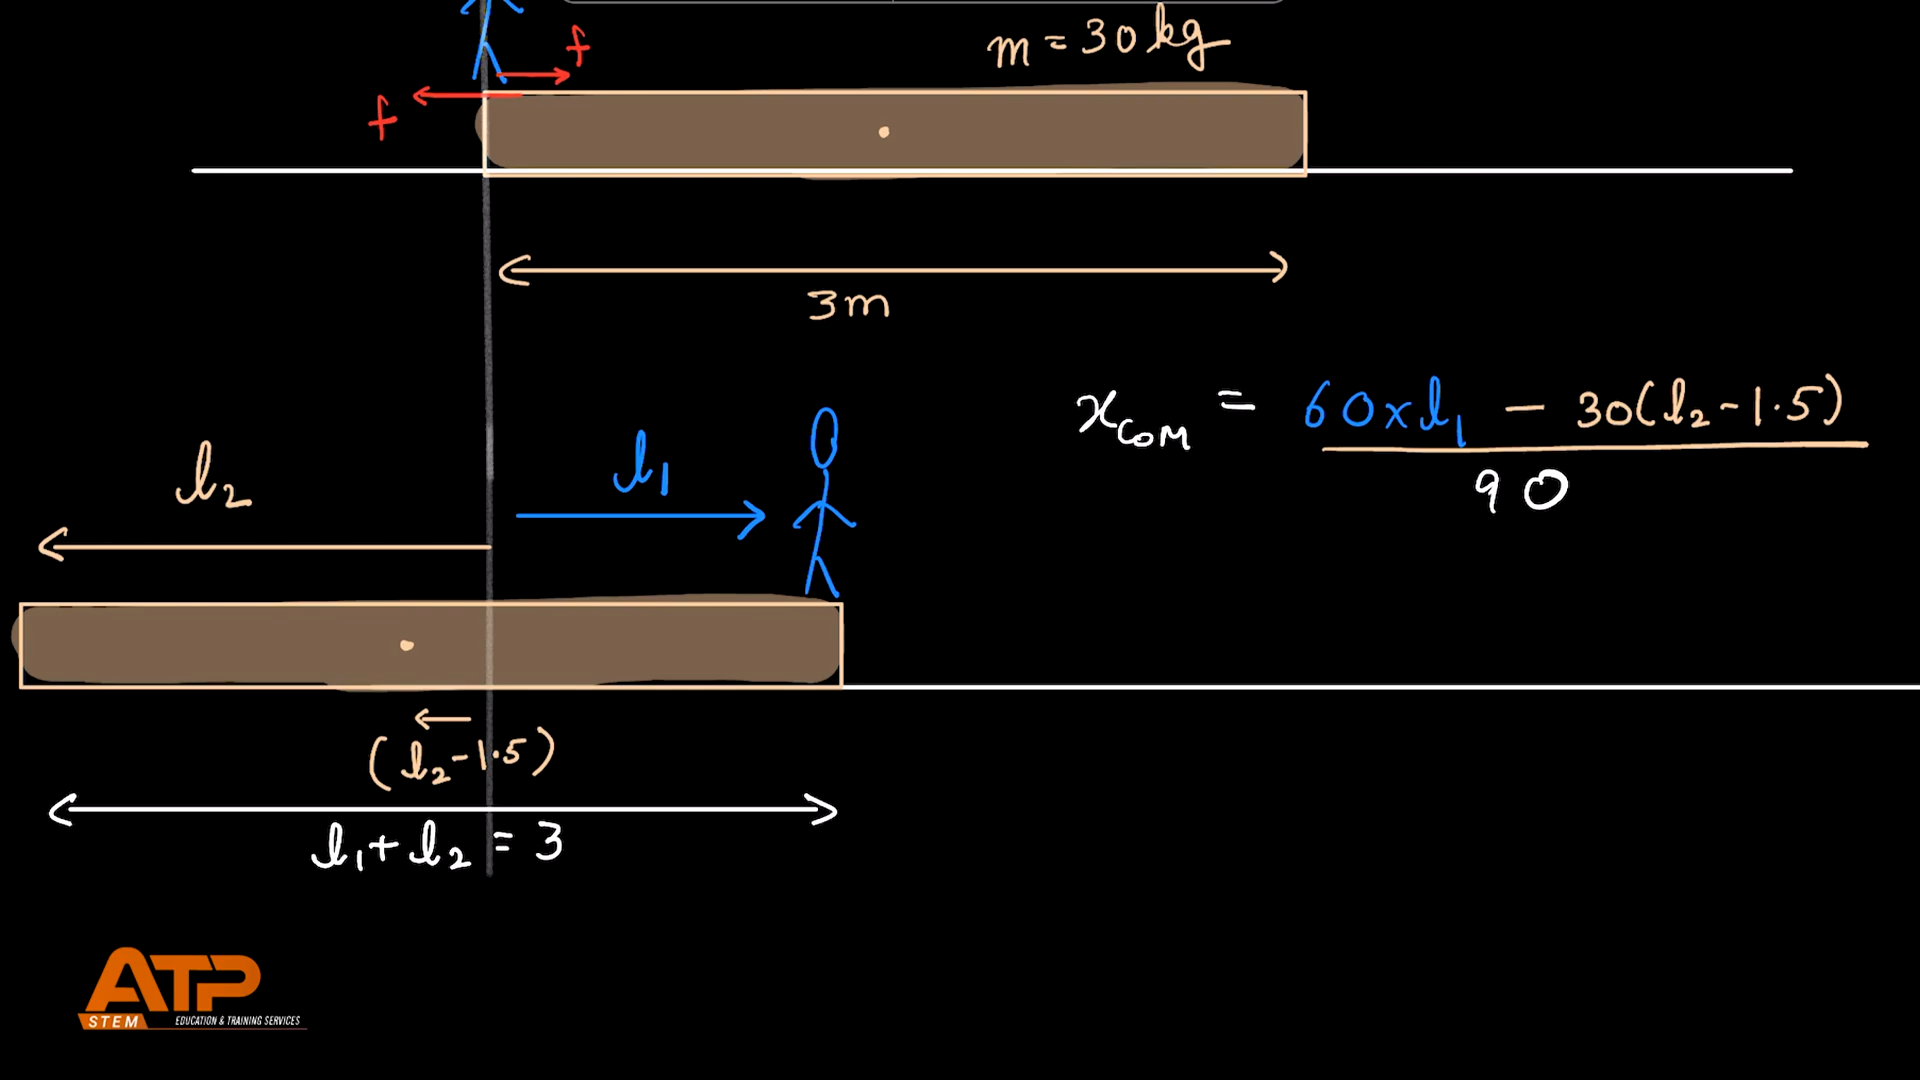 f
m = 30 kg
f
3m
x_COM = 60 x l_1 - 30(l_2 - 1.5)
90
l_2
l_1
(l_2 - 1.5)
l_1 + l_2 = 3
ATP
STEM EDUCATION & TRAINING SERVICES